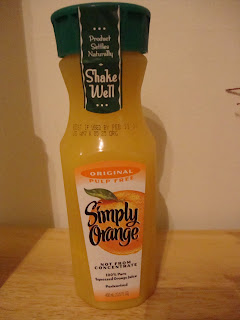 Product
Settles
Naturally
Shake
Well
ORIGINAL
PULP FREE
Simply
Orange
NOT FROM
CONCENTRATE
100% Pure
Squeezed Orange Juice
Pasteurized